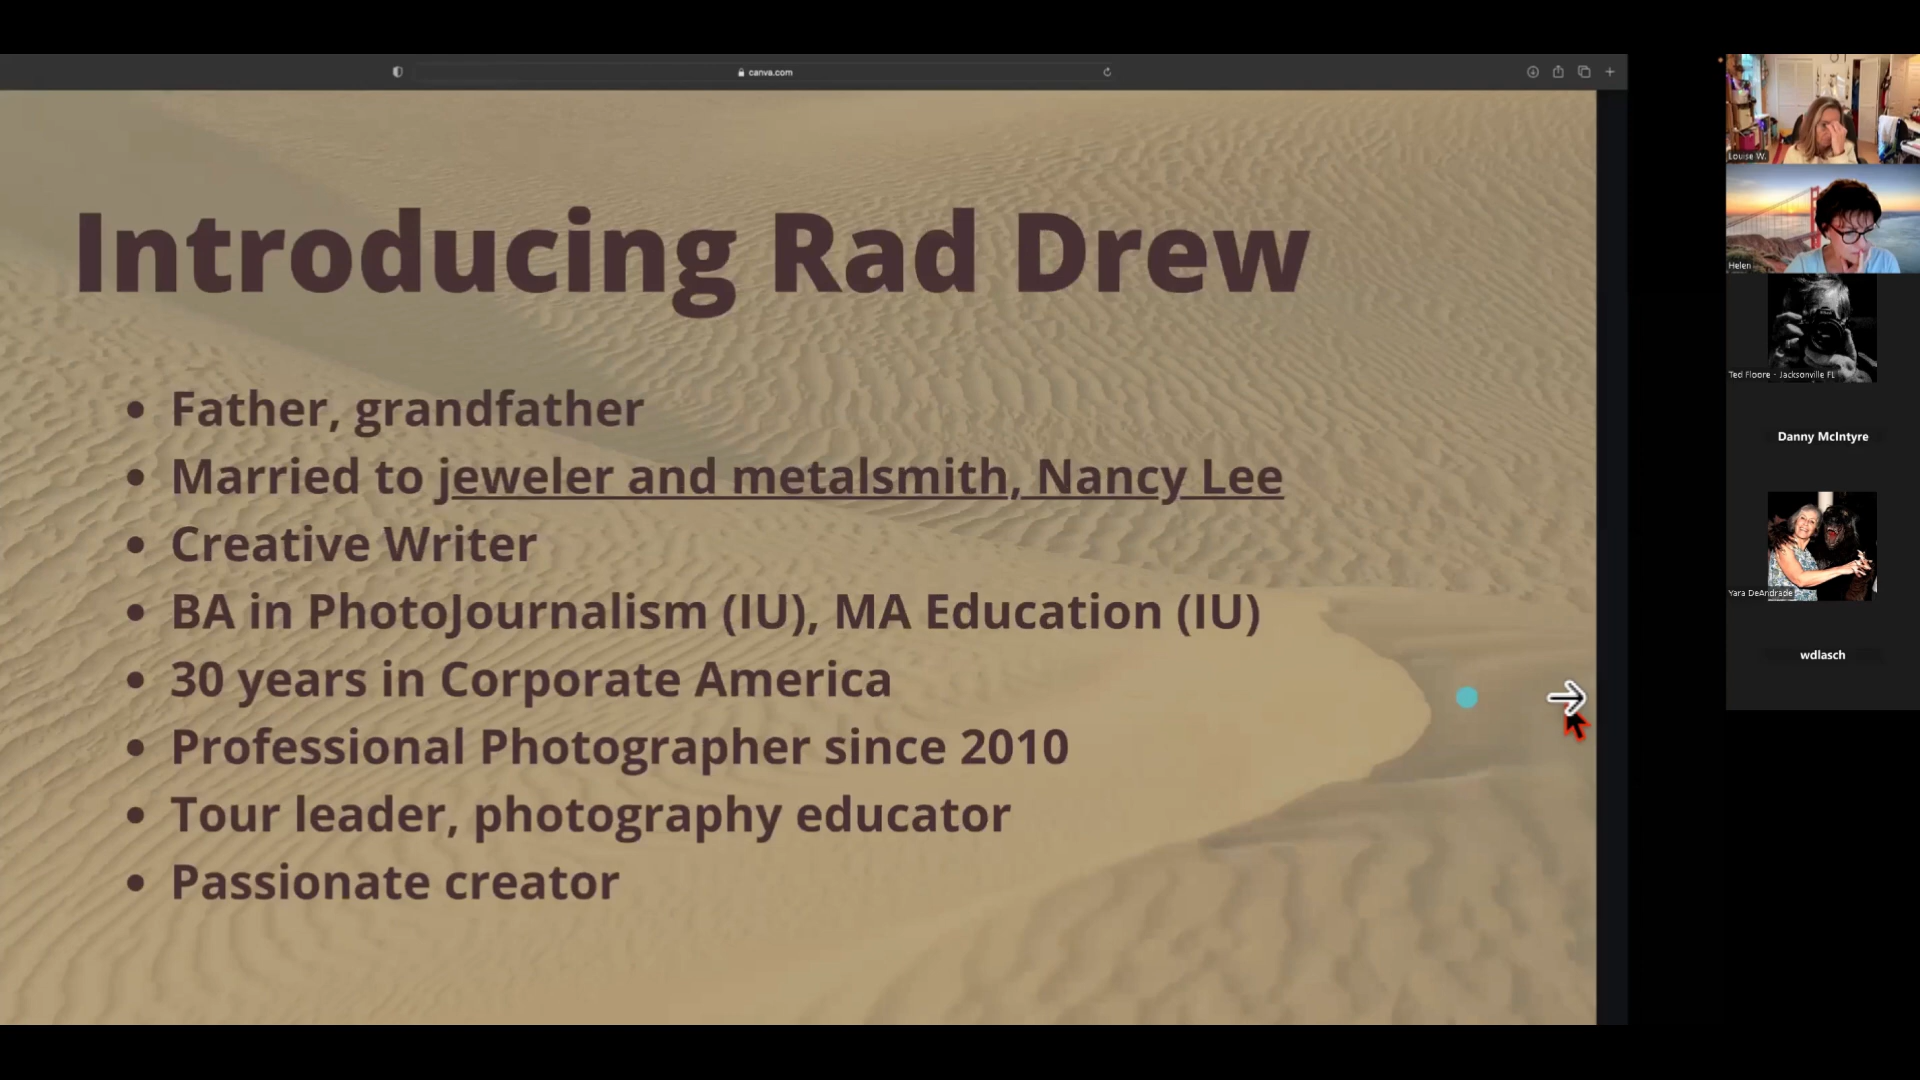 canva.com
Introducing Rad Drew
• Father, grandfather
• Married to jeweler and metalsmith, Nancy Lee
• Creative Writer
• BA in PhotoJournalism (IU), MA Education (IU)
• 30 years in Corporate America
• Professional Photographer since 2010
• Tour leader, photography educator
• Passionate creator
Louise W.
Helen
Ted Floore - Jacksonville FL
Danny McIntyre
Yara DeAndrade
wdlasch